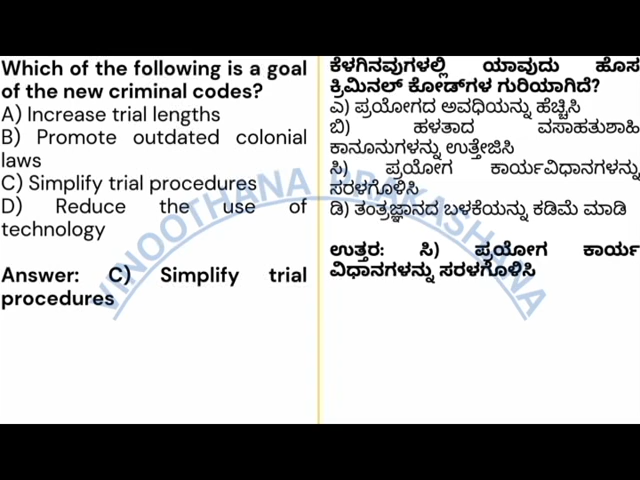 Which of the following is a goal
of the new criminal codes?
A) Increase trial lengths
B) Promote outdated colonial
laws
C) Simplify trial procedures
D) Reduce the use of
technology
Answer: C) Simplify trial
procedures
ಕೆಳಗಿನವುಗಳಲ್ಲಿ ಯಾವುದು ಹೊಸ
ಕ್ರಿಮಿನಲ್ ಕೋಡ್‌ಗಳ ಗುರಿಯಾಗಿದೆ?
ಎ) ಪ್ರಯೋಗದ ಅವಧಿಯನ್ನು ಹೆಚ್ಚಿಸಿ
ಬಿ) ಹಳತಾದ ವಸಾಹತುಶಾಹಿ
ಕಾನೂನುಗಳನ್ನು ಉತ್ತೇಜಿಸಿ
ಸಿ) ಪ್ರಯೋಗ ಕಾರ್ಯವಿಧಾನಗಳನ್ನು
ಸರಳಗೊಳಿಸಿ
ಡಿ) ತಂತ್ರಜ್ಞಾನದ ಬಳಕೆಯನ್ನು ಕಡಿಮೆ ಮಾಡಿ
ಉತ್ತರ: ಸಿ) ಪ್ರಯೋಗ ಕಾರ್ಯ
ವಿಧಾನಗಳನ್ನು ಸರಳಗೊಳಿಸಿ
VINOOTHANA PRAKASHANA